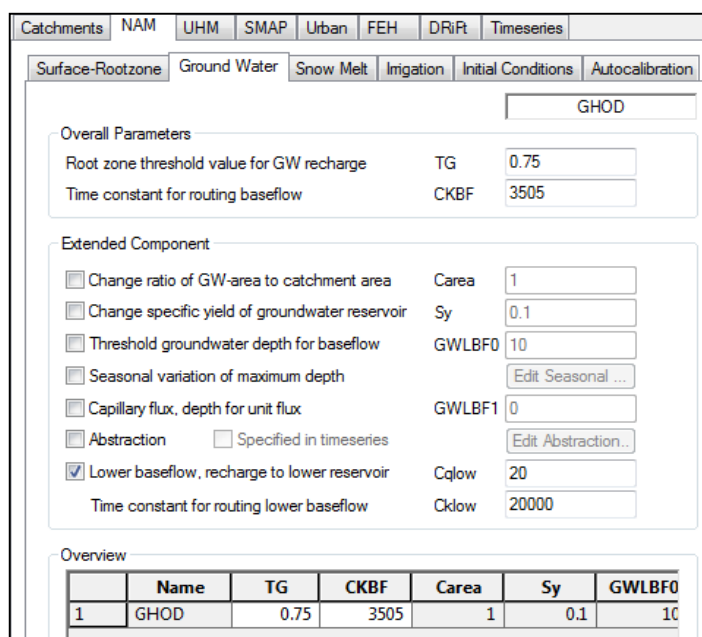 Catchments NAM UHM SMAP Urban FEH DRiFt Timeseries
Surface-Rootzone Ground Water Snow Melt Irrigation Initial Conditions Autocalibration
GHOD
Overall Parameters
Root zone threshold value for GW recharge TG 0.75
Time constant for routing baseflow CKBF 3505
Extended Component
Change ratio of GW-area to catchment area Carea 1
Change specific yield of groundwater reservoir Sy 0.1
Threshold groundwater depth for baseflow GWLBF0 10
Seasonal variation of maximum depth Edit Seasonal ...
Capillary flux, depth for unit flux GWLBF1 0
Abstraction Specified in timeseries Edit Abstraction..
Lower baseflow, recharge to lower reservoir Cqlow 20
Time constant for routing lower baseflow Cklow 20000
Overview
Name TG CKBF Carea Sy GWLBF0
1 GHOD 0.75 3505 1 0.1 10